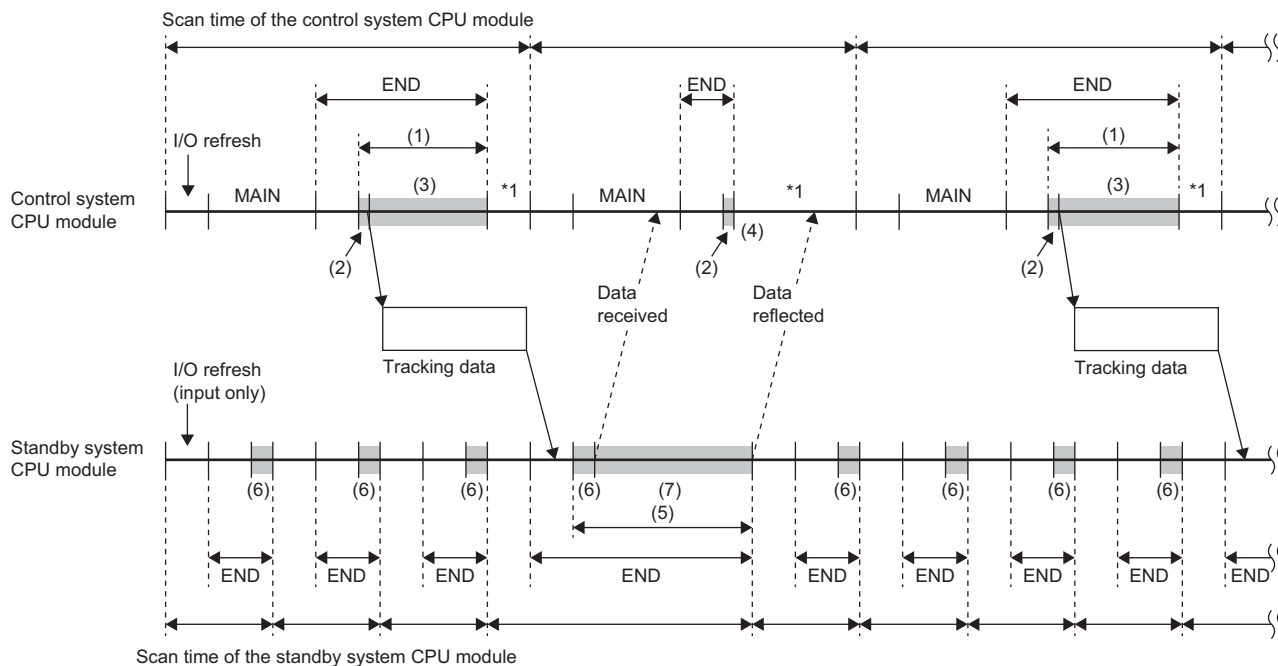 Scan time of the control system CPU module
END
END
END
(1)
(1)
I/O refresh
MAIN
(3)
*1
MAIN
*1
MAIN
(3)
*1
Control system
CPU module
(2)
(2)
(4)
(2)
Data
received
Data
reflected
Tracking data
Tracking data
I/O refresh
(input only)
Standby system
CPU module
(6)
(6)
(6)
(6)
(7)
(6)
(6)
(6)
(6)
(5)
END
END
END
END
END
END
END
END
END
Scan time of the standby system CPU module